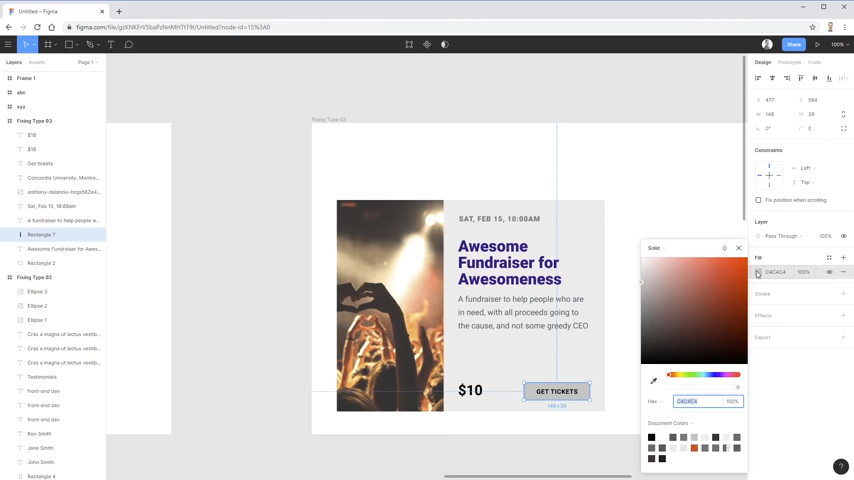 Untitled – Figma
figma.com/file/gzKNKFrV5baPzNnMHTtT9I/Untitled?node-id=15%3A0
Share
100%
Layers
Assets
Page 1
Design
Prototype
Code
Frame 1
abc
xyz
Fixing Type 03
$10
$10
Get tickets
Concordia University, Montre...
anthony-delanoix-hzgs562e4...
Sat, Feb 15, 10:00am
A fundraiser to help people w...
Rectangle 7
Awesome Fundraiser for Awes...
Rectangle 2
Fixing Type 02
Ellipse 3
Ellipse 2
Ellipse 1
Cras a magna ut lectus vestib...
Cras a magna ut lectus vestib...
Cras a magna ut lectus vestib...
Testimonials
front-end dev
front-end dev
front-end dev
Ron Smith
Jane Smith
John Smith
Rectangle 4
Fixing Type 03
SAT, FEB 15, 10:00AM
Awesome
Fundraiser for
Awesomeness
A fundraiser to help people who are
in need, with all proceeds going to
the cause, and not some greedy CEO
$10
GET TICKETS
148 × 39
Solid
Hex
C4C4C4
100%
Document Colors
X
477
Y
584
W
148
H
39
0°
0
Constraints
Left
Top
Fix position when scrolling
Layer
Pass Through
100%
Fill
C4C4C4
100%
Stroke
Effects
Export
?